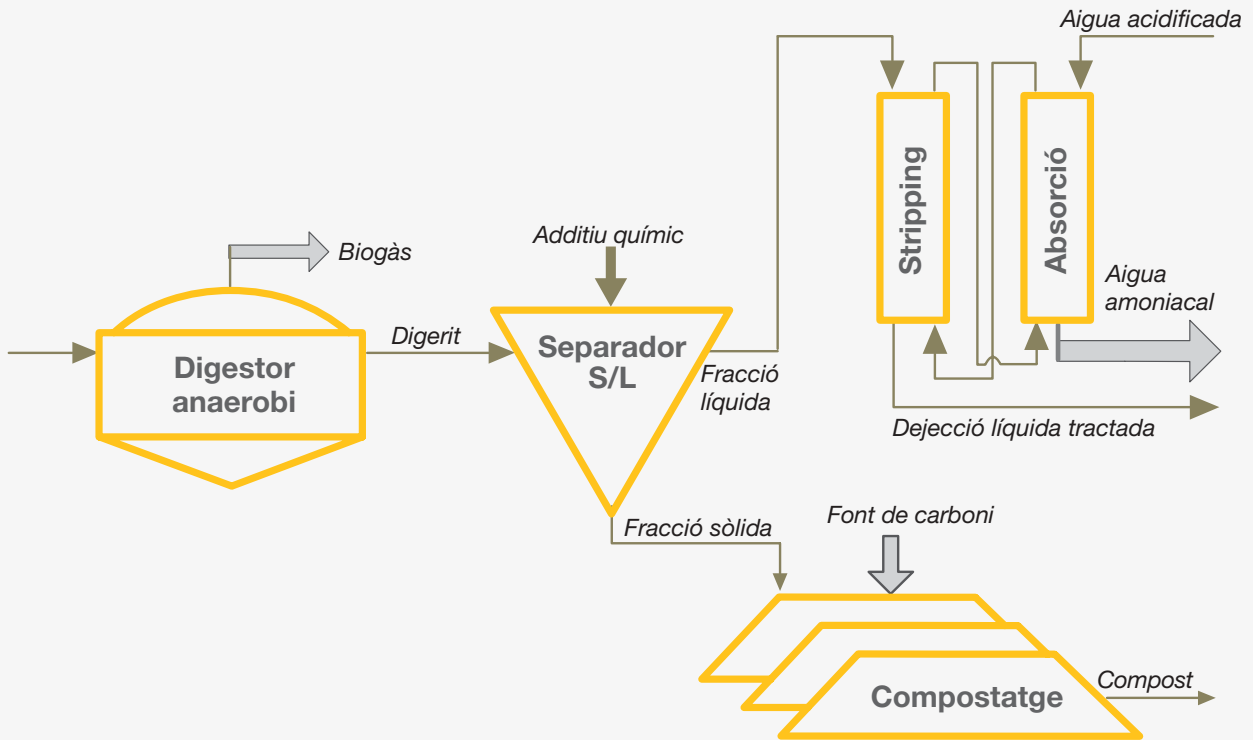 Aigua acidificada
Stripping
Absorció
Additiu químic
Biogàs
Aigua
amoniacal
Digerit
Separador
S/L
Digestor
anaerobi
Fracció
líquida
Dejecció líquida tractada
Fracció sòlida
Font de carboni
Compostatge
Compost